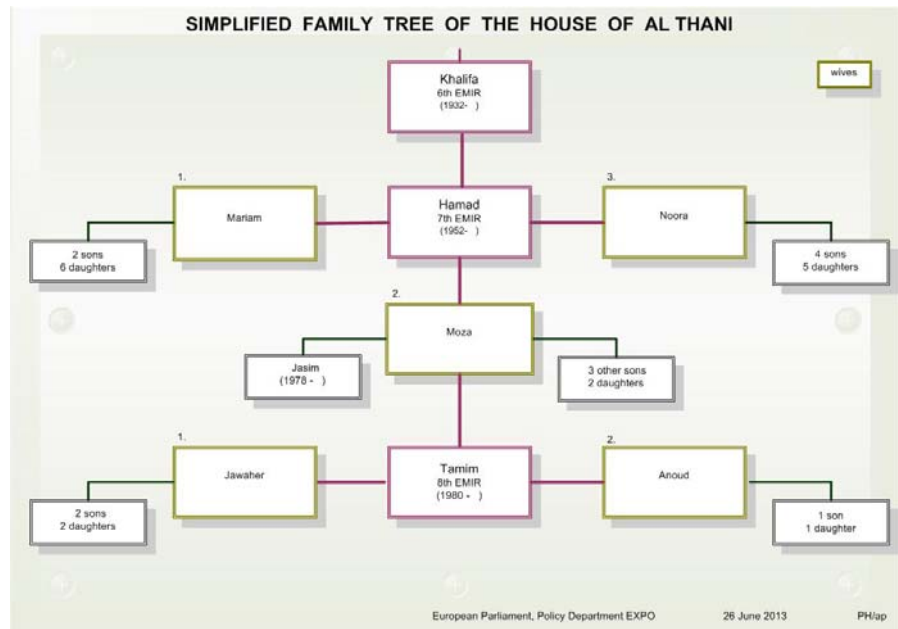 SIMPLIFIED FAMILY TREE OF THE HOUSE OF AL THANI
wives
Khalifa
6th EMIR
(1932- )
1.
Mariam
2 sons
6 daughters
Hamad
7th EMIR
(1952- )
3.
Noora
4 sons
5 daughters
2.
Moza
Jasim
(1978 - )
3 other sons
2 daughters
1.
Jawaher
2 sons
2 daughters
Tamim
8th EMIR
(1980 - )
2.
Anoud
1 son
1 daughter
European Parliament, Policy Department EXPO 26 June 2013 PH/ap